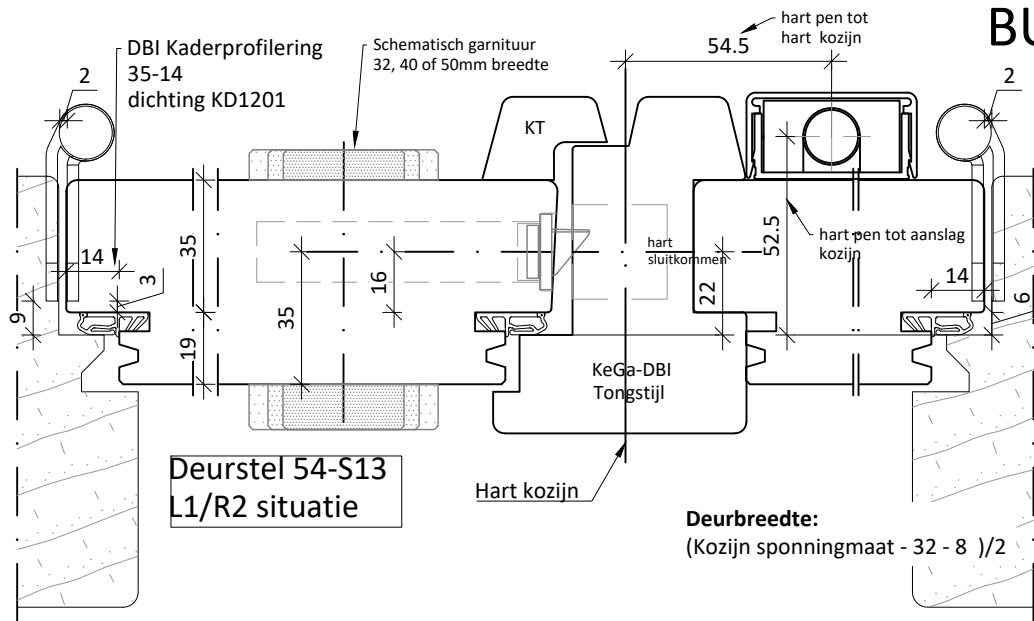 BU
hart pen tot
hart  kozijn
54.5
DBI Kaderprofilering
35-14
dichting KD1201
Schematisch garnituur
32, 40 of 50mm breedte
2
2
KT
35
14
3
16
35
9
19
hart
sluitkommen
52.5
22
hart pen tot aanslag
kozijn
14
6
KeGa-DBI
Tongstijl
Deurstel 54-S13
L1/R2 situatie
Hart kozijn
Deurbreedte:
(Kozijn sponningmaat - 32 - 8  )/2